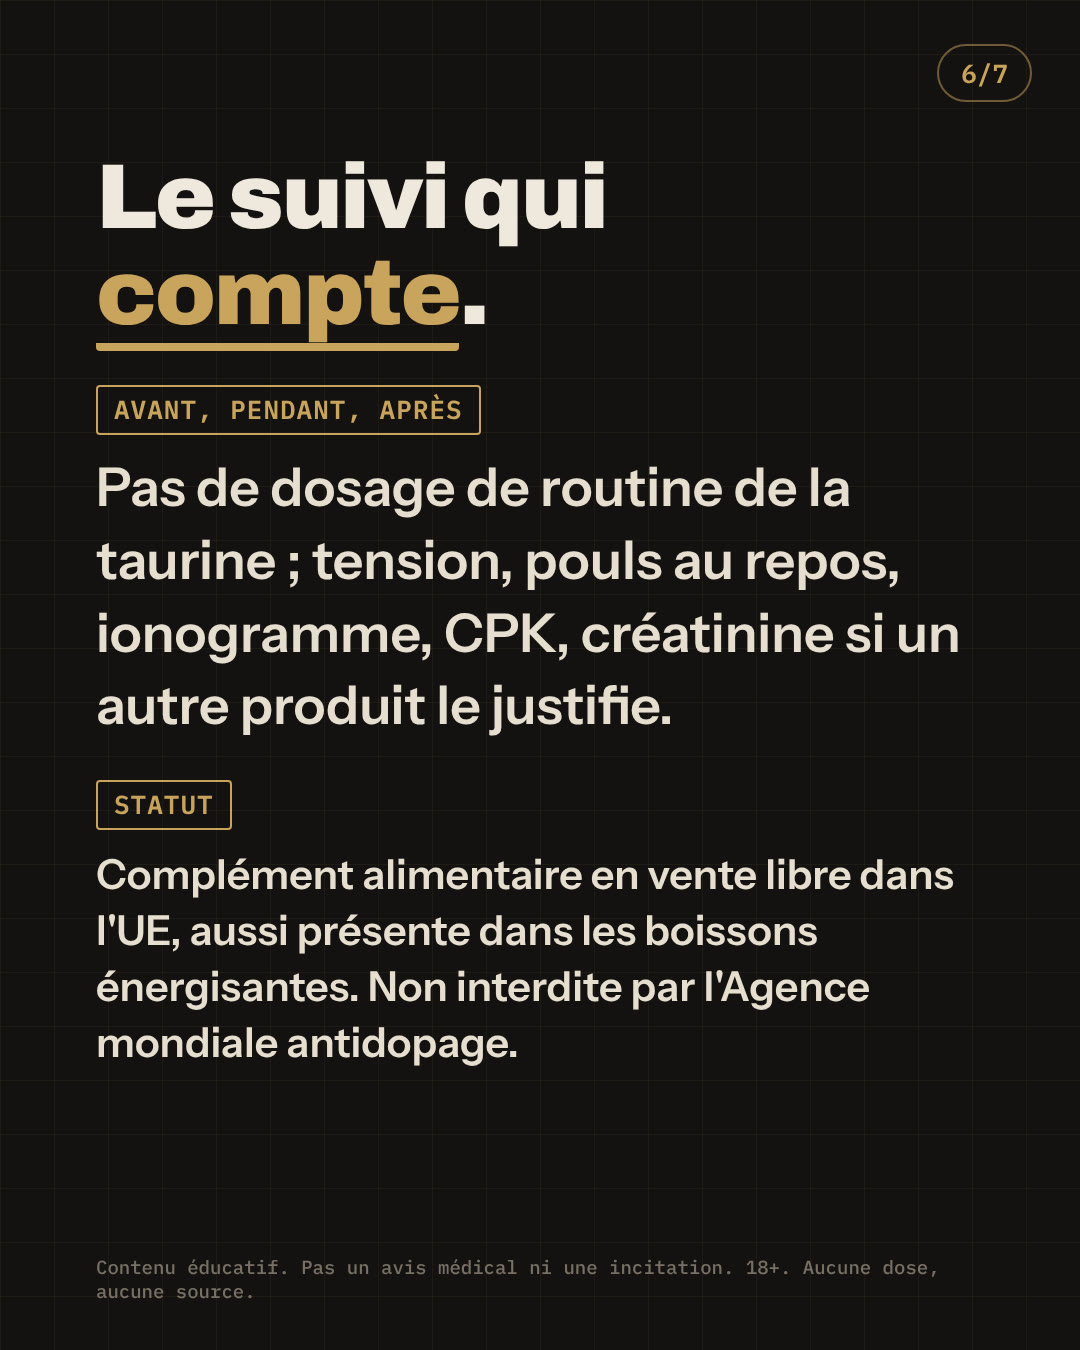 6/7
Le suivi qui
compte.
AVANT, PENDANT, APRÈS
Pas de dosage de routine de la
taurine ; tension, pouls au repos,
ionogramme, CPK, créatinine si un
autre produit le justifie.
STATUT
Complément alimentaire en vente libre dans
l'UE, aussi présente dans les boissons
énergisantes. Non interdite par l'Agence
mondiale antidopage.
Contenu éducatif. Pas un avis médical ni une incitation. 18+. Aucune dose,
aucune source.